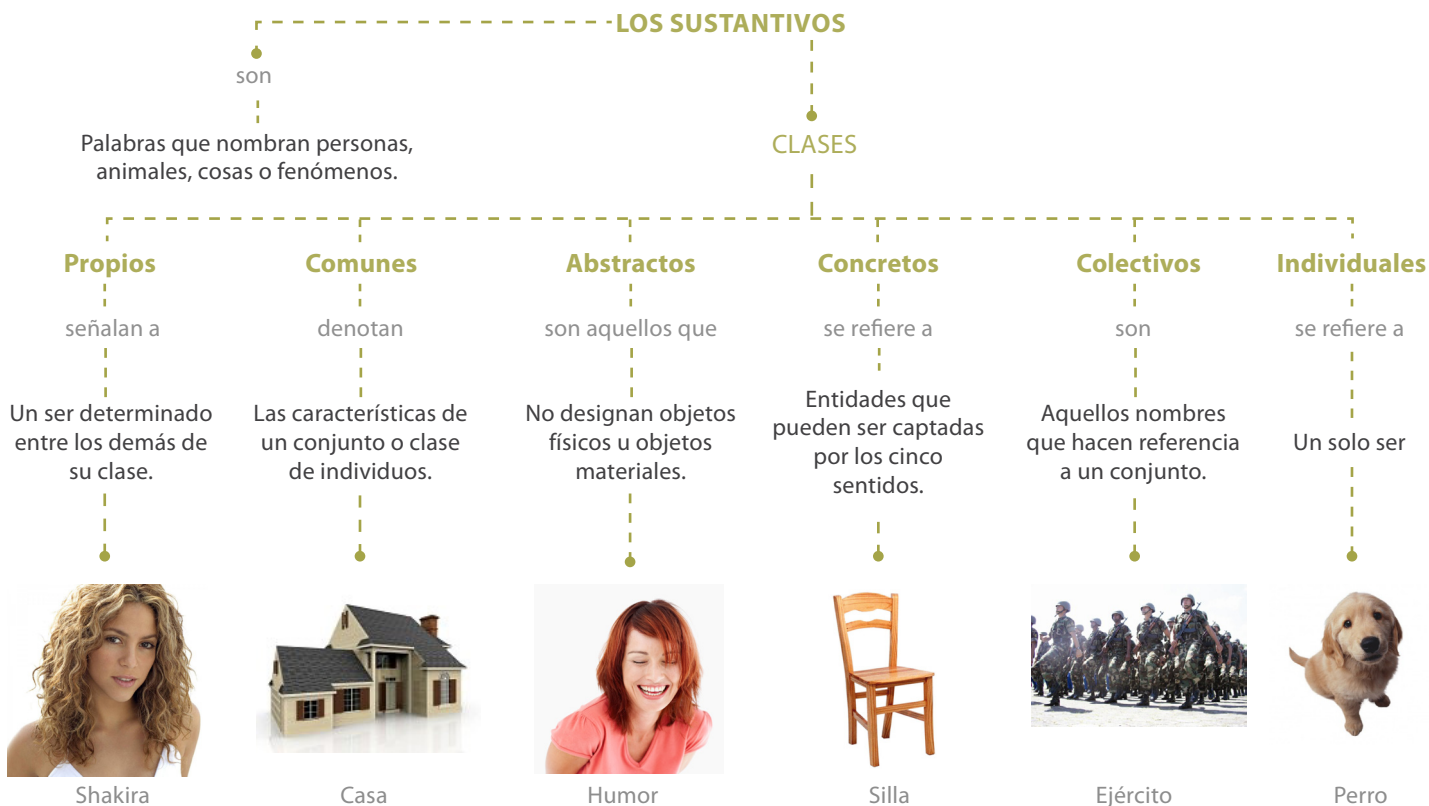 LOS SUSTANTIVOS
son
Palabras que nombran personas,
animales, cosas o fenómenos.
CLASES
Propios
señalan a
Un ser determinado
entre los demás de
su clase.
Shakira
Comunes
denotan
Las características de
un conjunto o clase
de individuos.
Casa
Abstractos
son aquellos que
No designan objetos
físicos u objetos
materiales.
Humor
Concretos
se refiere a
Entidades que
pueden ser captadas
por los cinco
sentidos.
Silla
Colectivos
son
Aquellos nombres
que hacen referencia
a un conjunto.
Ejército
Individuales
se refiere a
Un solo ser
Perro